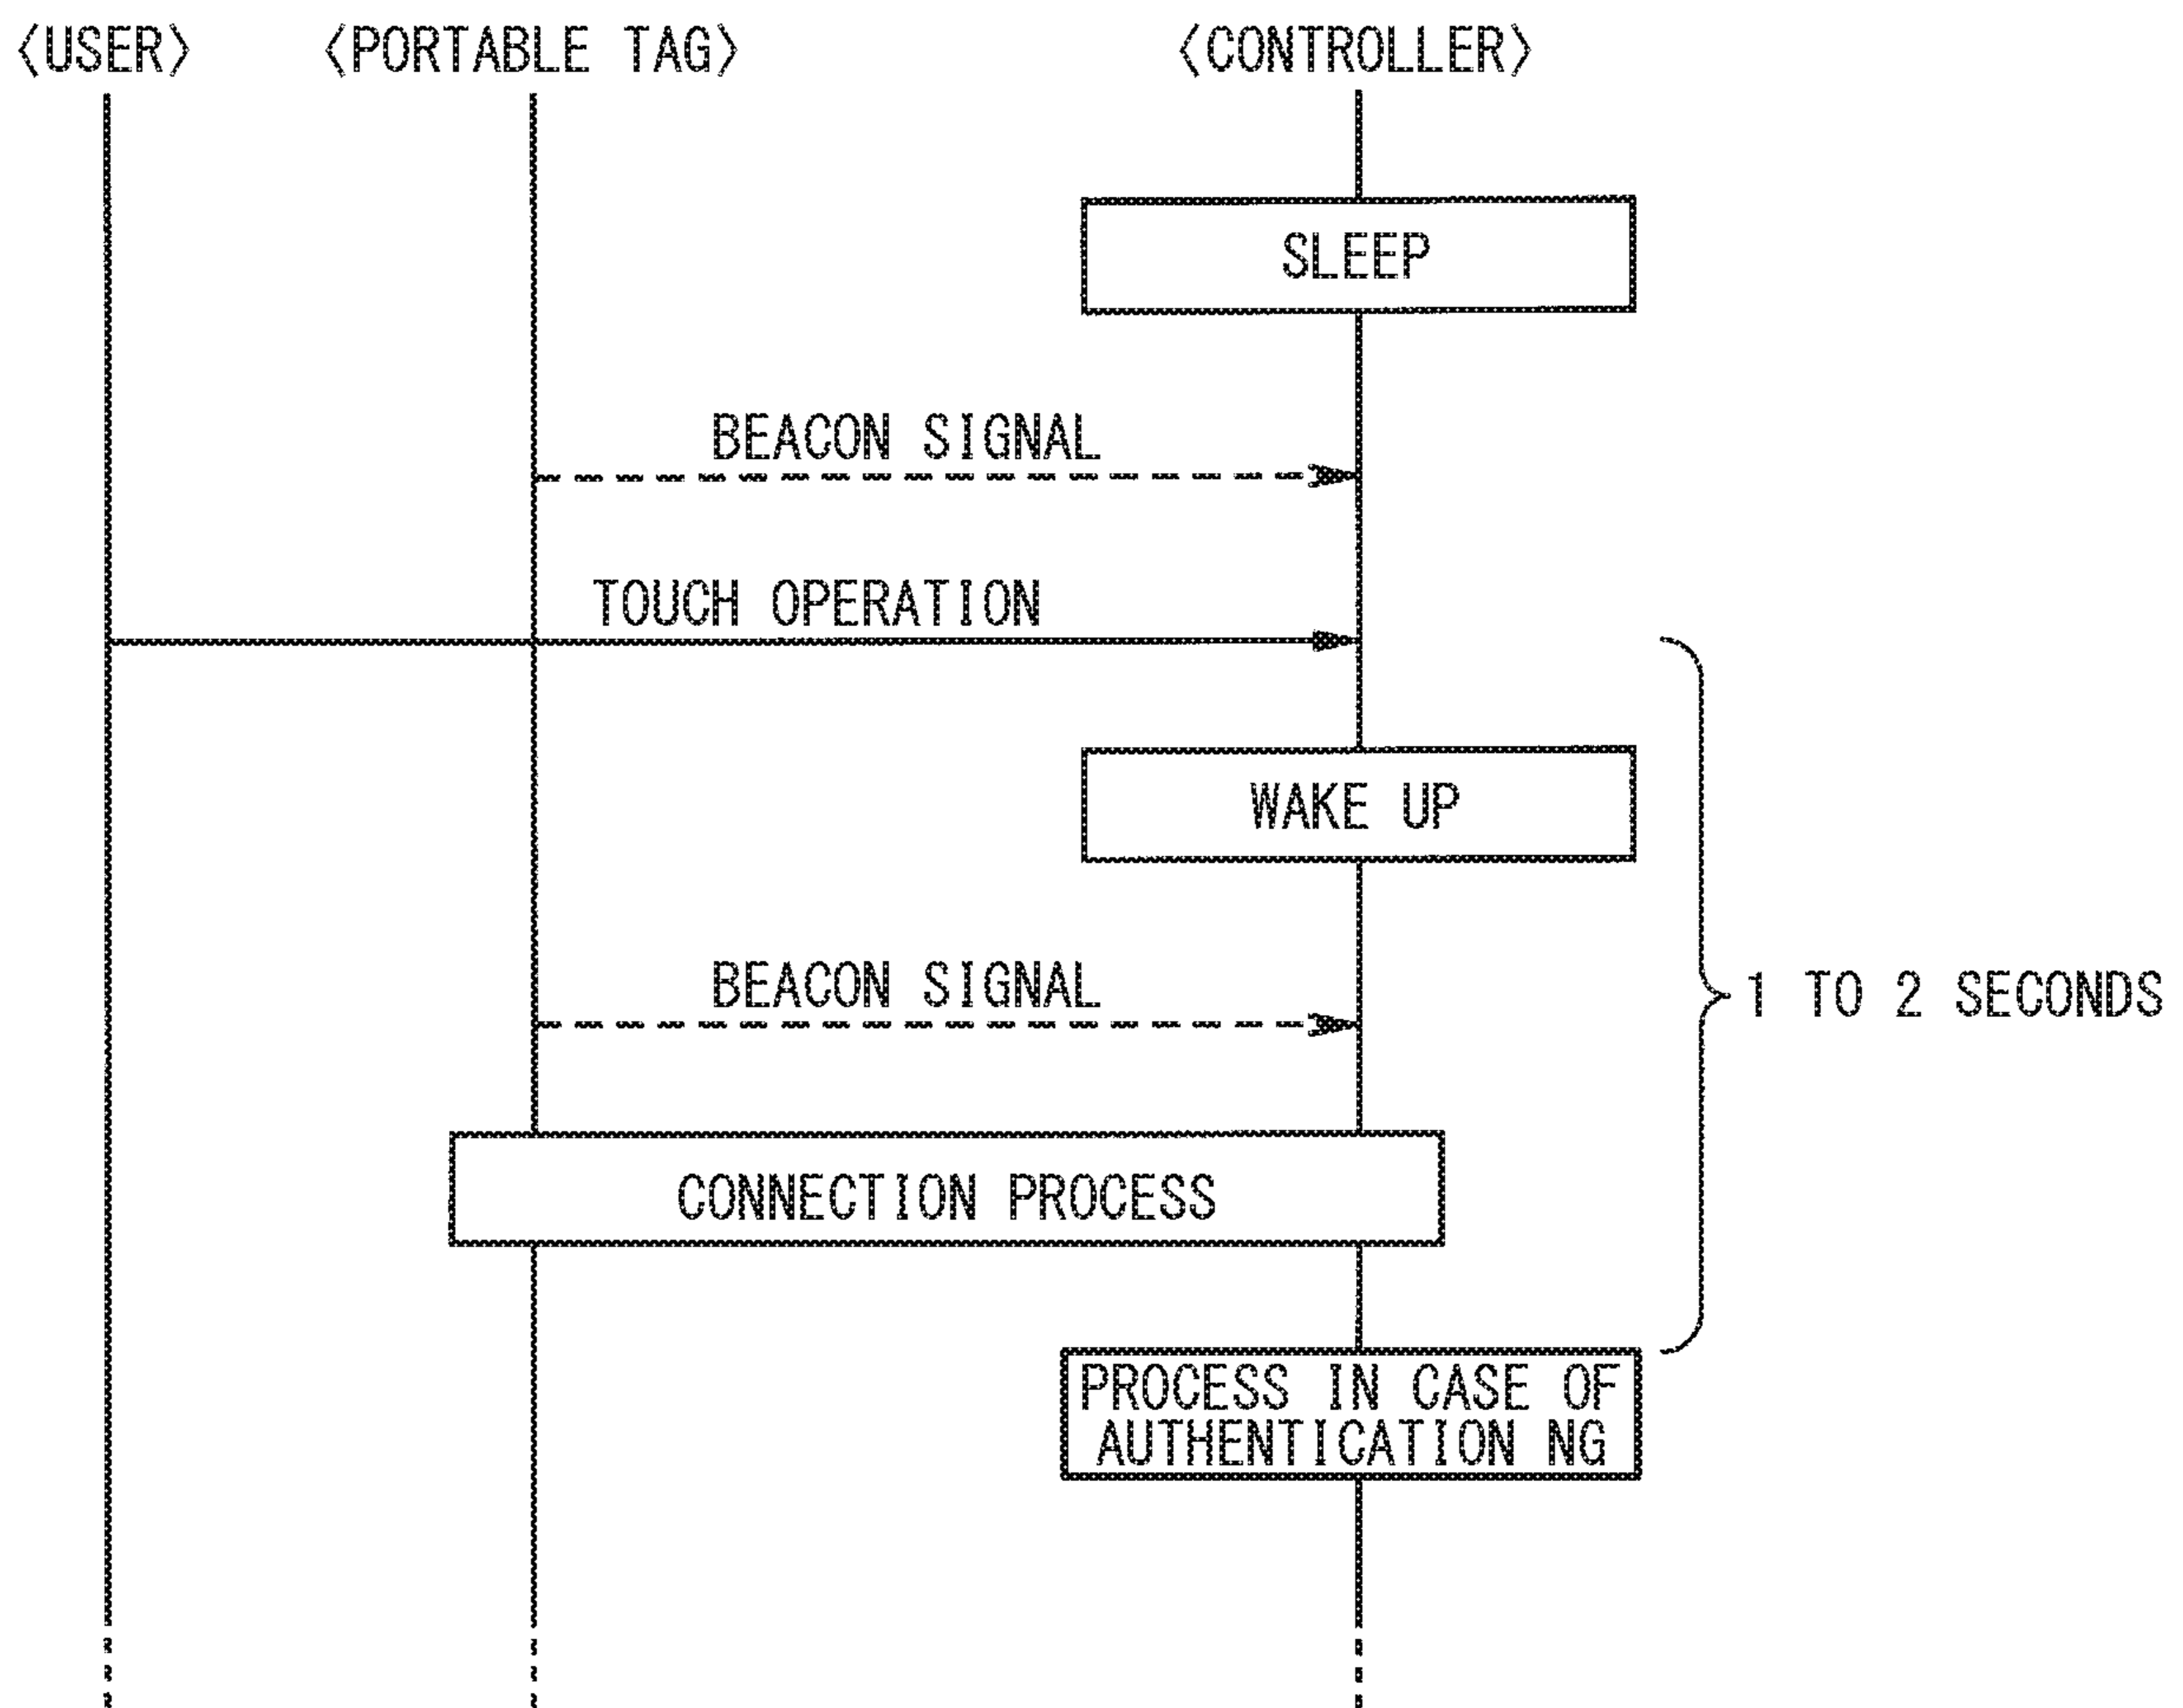 〈USER〉 〈PORTABLE TAG〉 〈CONTROLLER〉
SLEEP
BEACON SIGNAL
TOUCH OPERATION
WAKE UP
BEACON SIGNAL
1 TO 2 SECONDS
CONNECTION PROCESS
PROCESS IN CASE OF
AUTHENTICATION NG